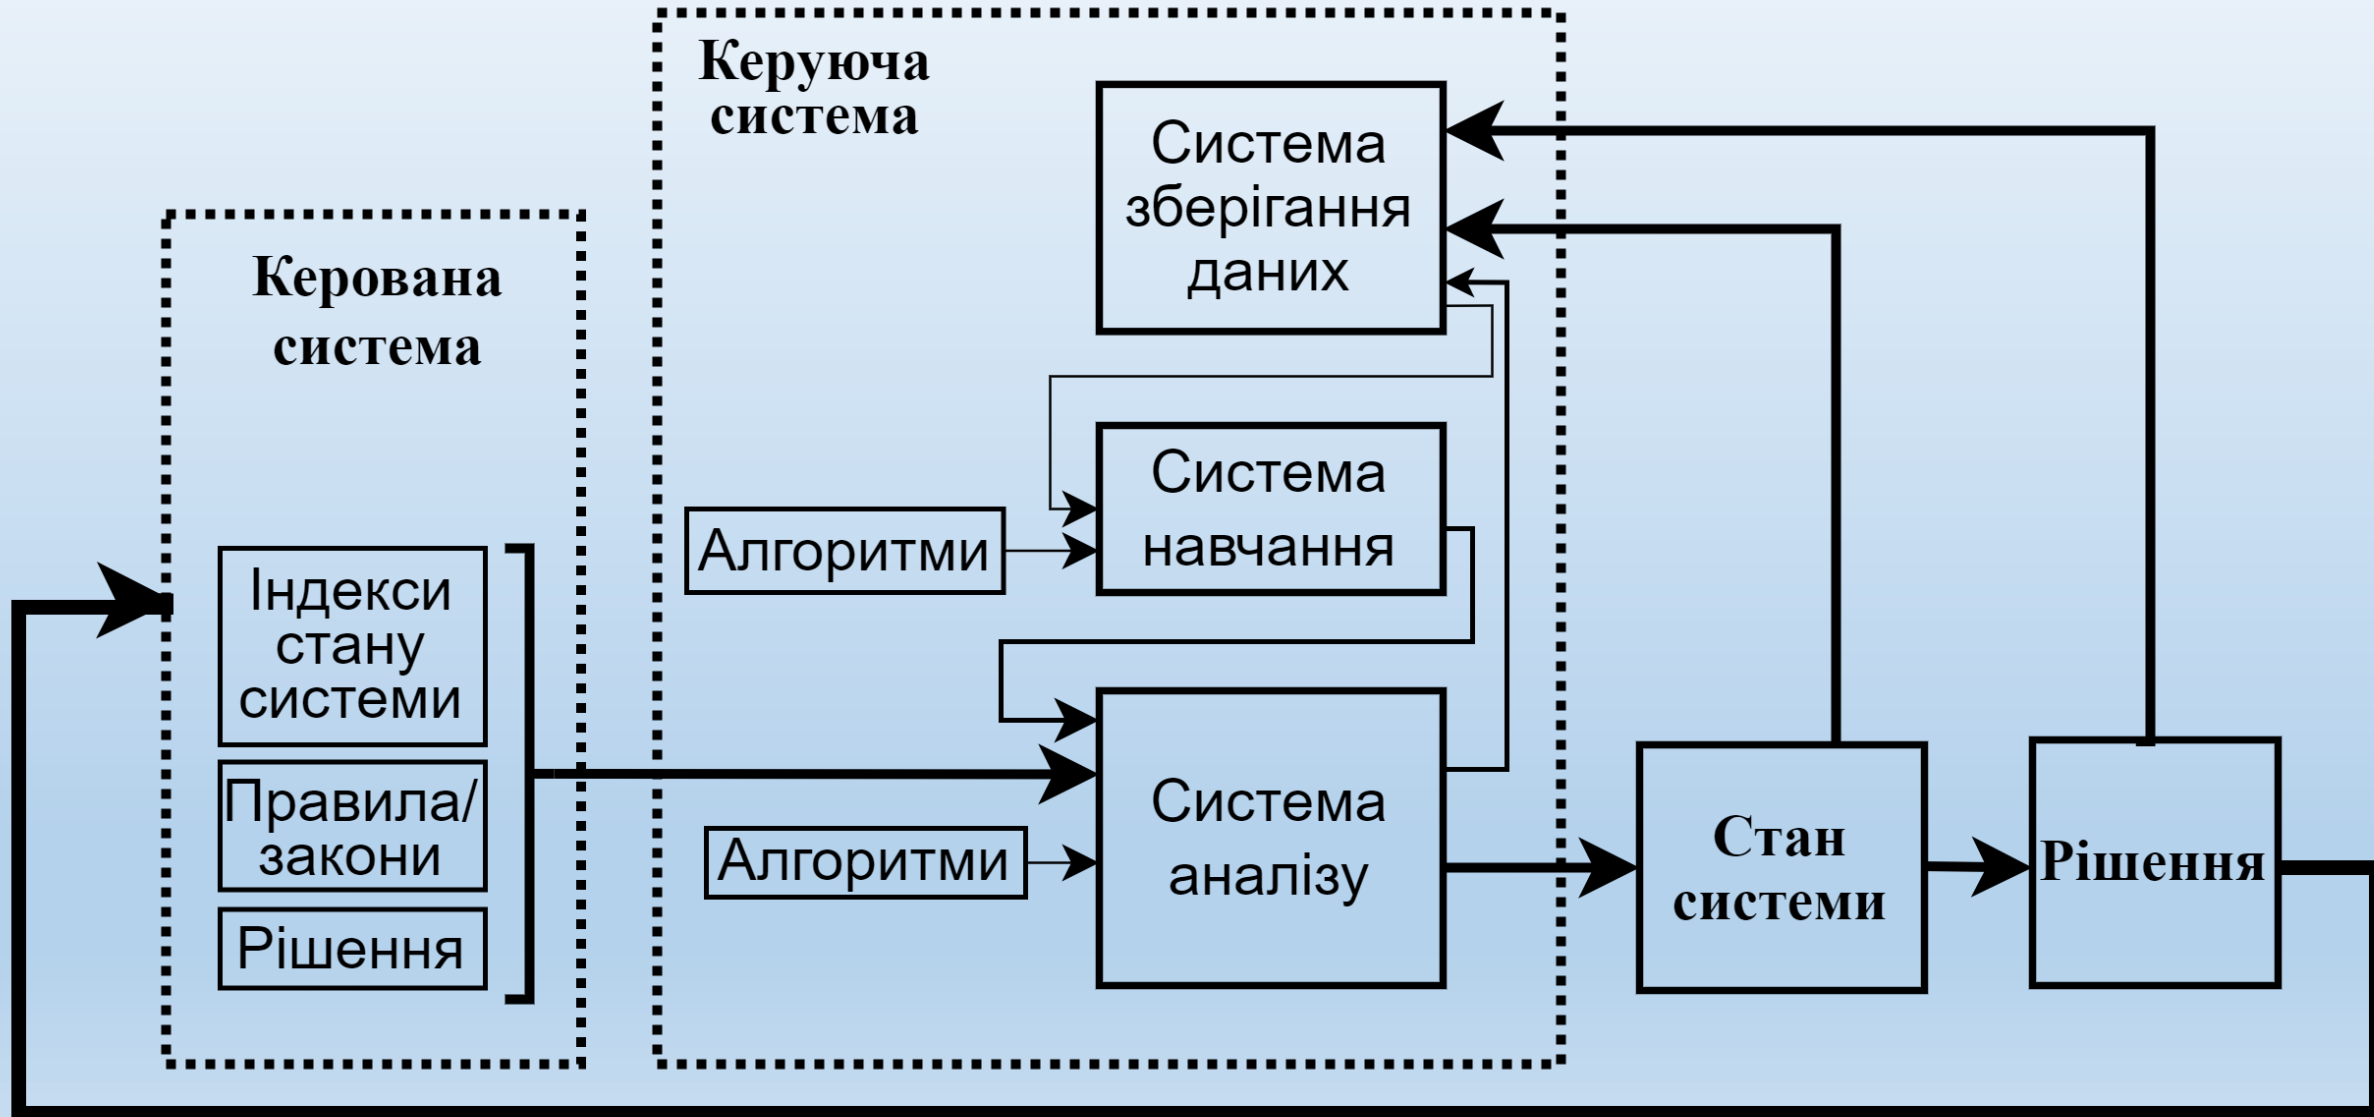 Керуюча
система
Система
зберігання
даних
Керована
система
Система
навчання
Алгоритми
Індекси
стану
системи
Правила/
закони
Рішення
Система
аналізу
Алгоритми
Стан
системи
Рішення